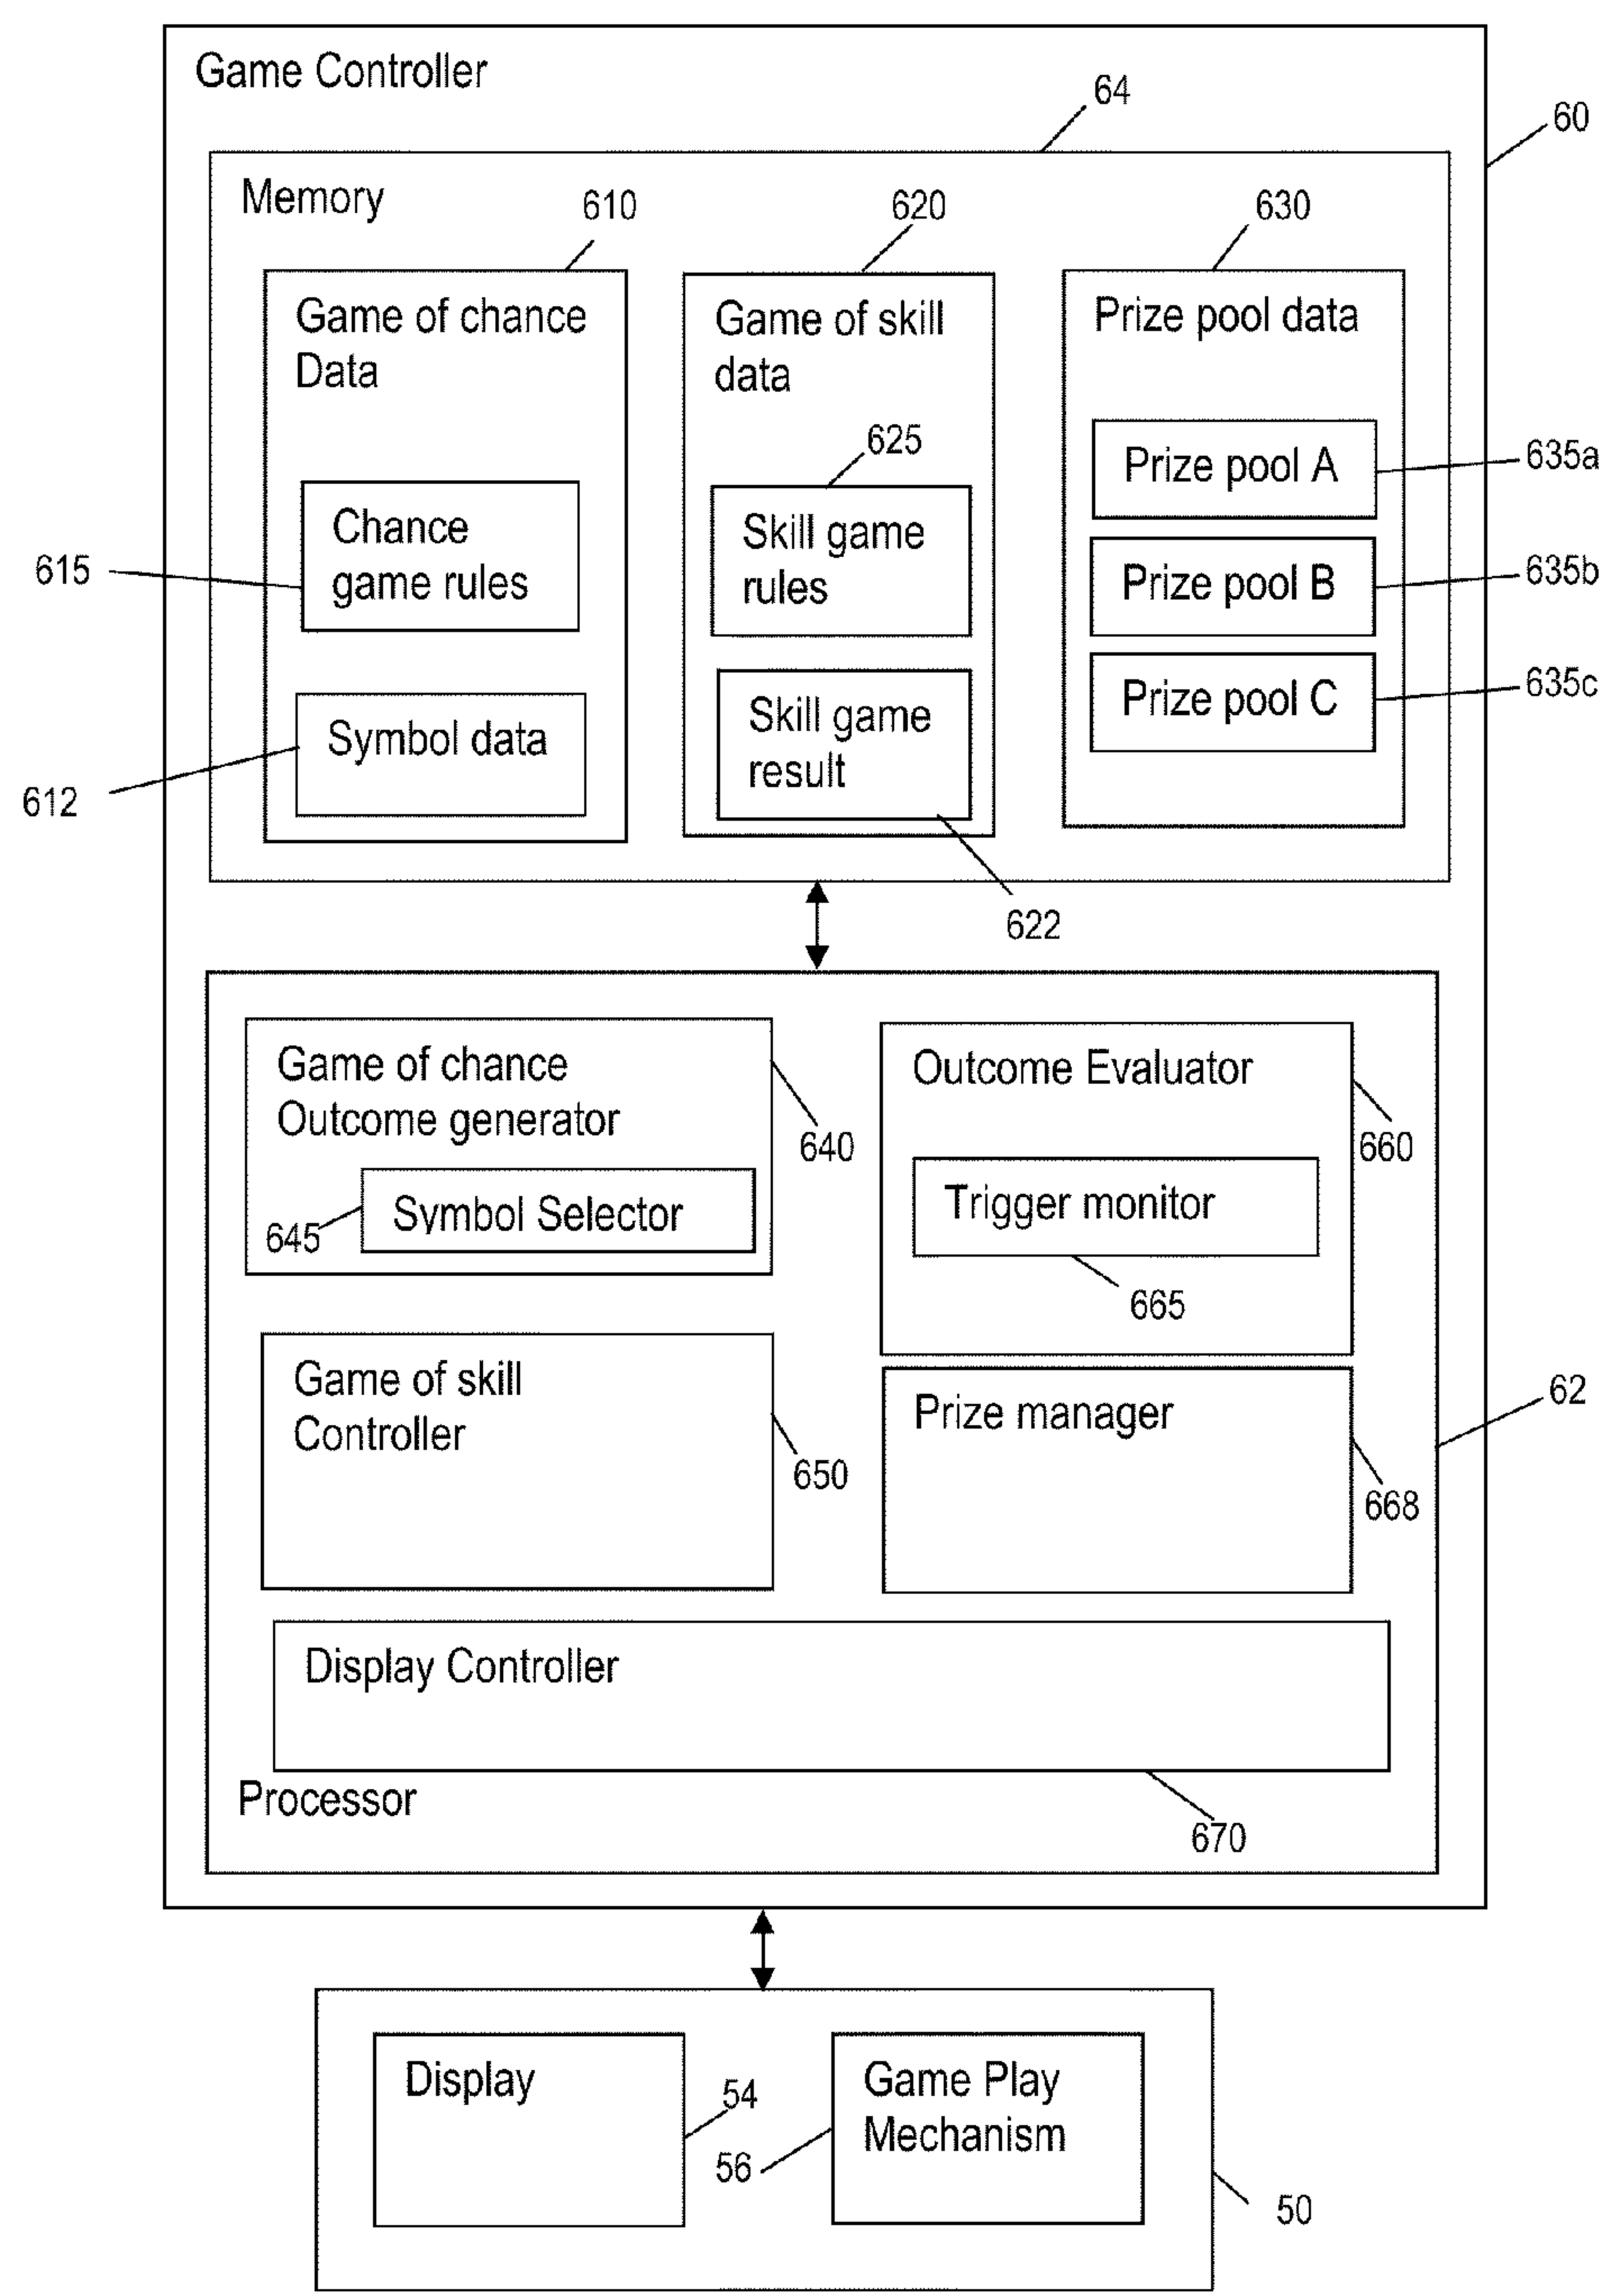 Game Controller
64
60
Memory
610
620
630
Game of chance
Data
Game of skill
data
Prize pool data
625
Prize pool A
635a
Chance
game rules
615
Skill game
rules
Prize pool B
635b
Prize pool C
635c
Symbol data
612
Skill game
result
622
Game of chance
Outcome generator
640
Symbol Selector
645
Outcome Evaluator
660
Trigger monitor
665
Game of skill
Controller
650
Prize manager
668
62
Display Controller
Processor
670
Display
54
Game Play
Mechanism
56
50